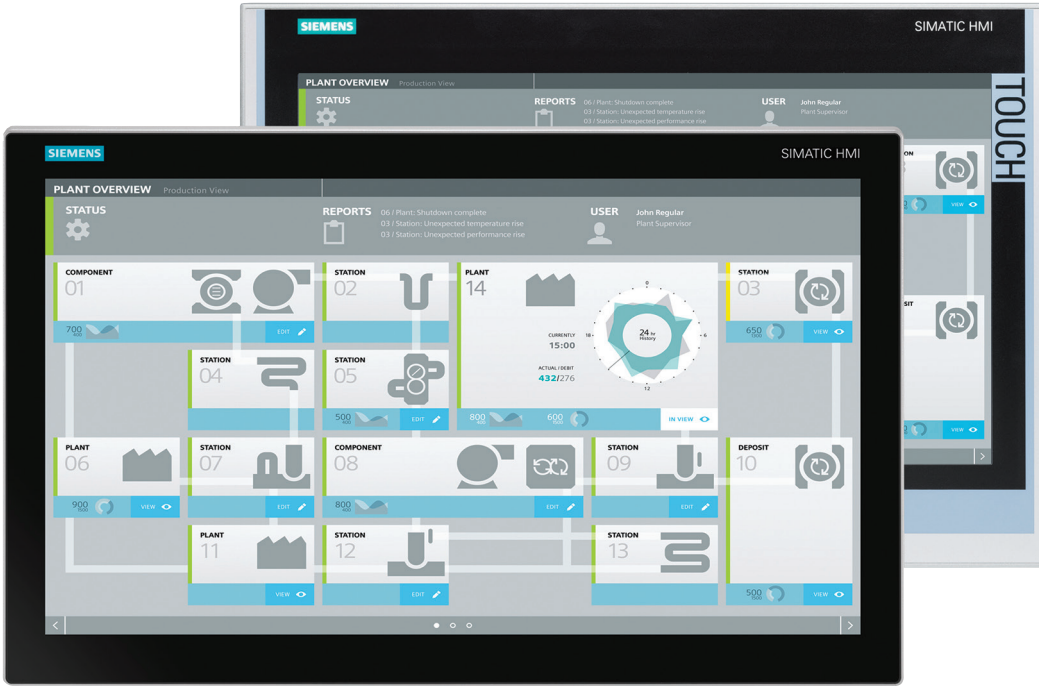 SIEMENS
SIMATIC HMI
PLANT OVERVIEW Production View
STATUS
REPORTS 06 / Plant: Shutdown complete
03 / Station: Unexpected temperature rise
03 / Station: Unexpected performance rise
USER John Regular
Plant Supervisor
TOUCH
ON
VIEW
SIT
VIEW
SIEMENS
SIMATIC HMI
PLANT OVERVIEW Production View
STATUS
REPORTS 06 / Plant: Shutdown complete
03 / Station: Unexpected temperature rise
03 / Station: Unexpected performance rise
USER John Regular
Plant Supervisor
COMPONENT
01
700
EDIT
STATION
02
PLANT
14
0
6
12
18
24 hr
History
CURRENTLY
15:00
ACTUAL / DEBIT
432/276
800
600
IN VIEW
STATION
03
650
VIEW
STATION
04
STATION
05
500
EDIT
PLANT
06
900
VIEW
STATION
07
EDIT
COMPONENT
08
800
EDIT
STATION
09
EDIT
DEPOSIT
10
500
VIEW
PLANT
11
VIEW
STATION
12
EDIT
STATION
13